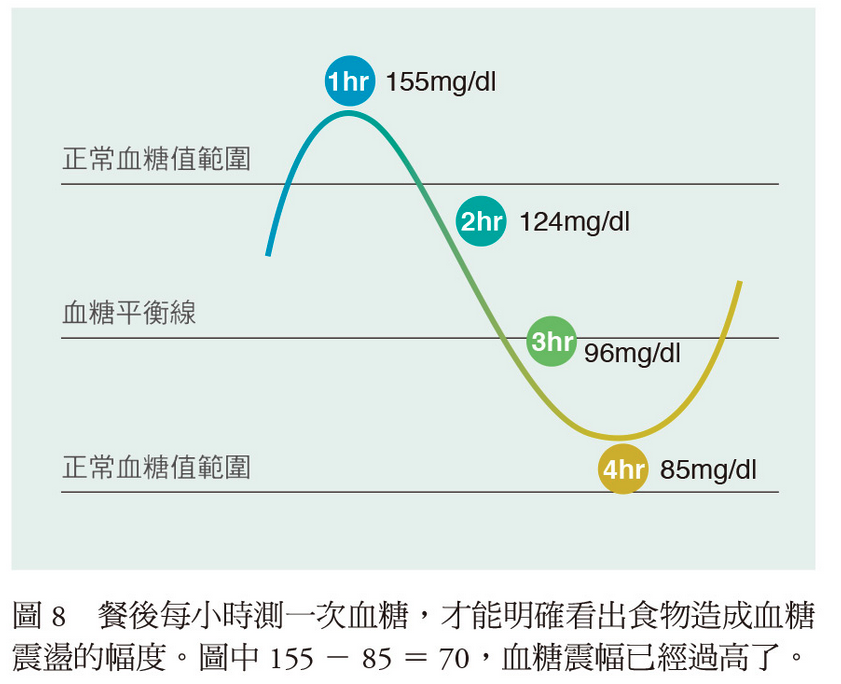 1hr 155mg/dl
正常血糖值範圍
2hr 124mg/dl
血糖平衡線
3hr 96mg/dl
正常血糖值範圍
4hr 85mg/dl
圖 8　餐後每小時測一次血糖，才能明確看出食物造成血糖
震盪的幅度。圖中 155 － 85 ＝ 70，血糖震幅已經過高了。